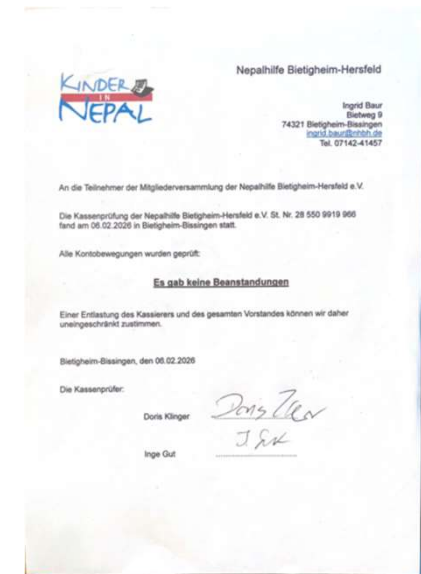 KINDER
IN
NEPAL
Nepalhilfe Bietigheim-Hersfeld
Ingrid Baur
Bietweg 9
74321 Bietigheim-Bissingen
ingrid.baur@nhbh.de
Tel. 07142-41457
An die Teilnehmer der Mitgliederversammlung der Nepalhilfe Bietigheim-Hersfeld e.V.
Die Kassenprüfung der Nepalhilfe Bietigheim-Hersfeld e.V. St. Nr. 28 550 9919 966
fand am 06.02.2026 in Bietigheim-Bissingen statt.
Alle Kontobewegungen wurden geprüft:
Es gab keine Beanstandungen
Einer Entlastung des Kassierers und des gesamten Vorstandes können wir daher
uneingeschränkt zustimmen.
Bietigheim-Bissingen, den 06.02.2026
Die Kassenprüfer:
Doris Klinger
Inge Gut